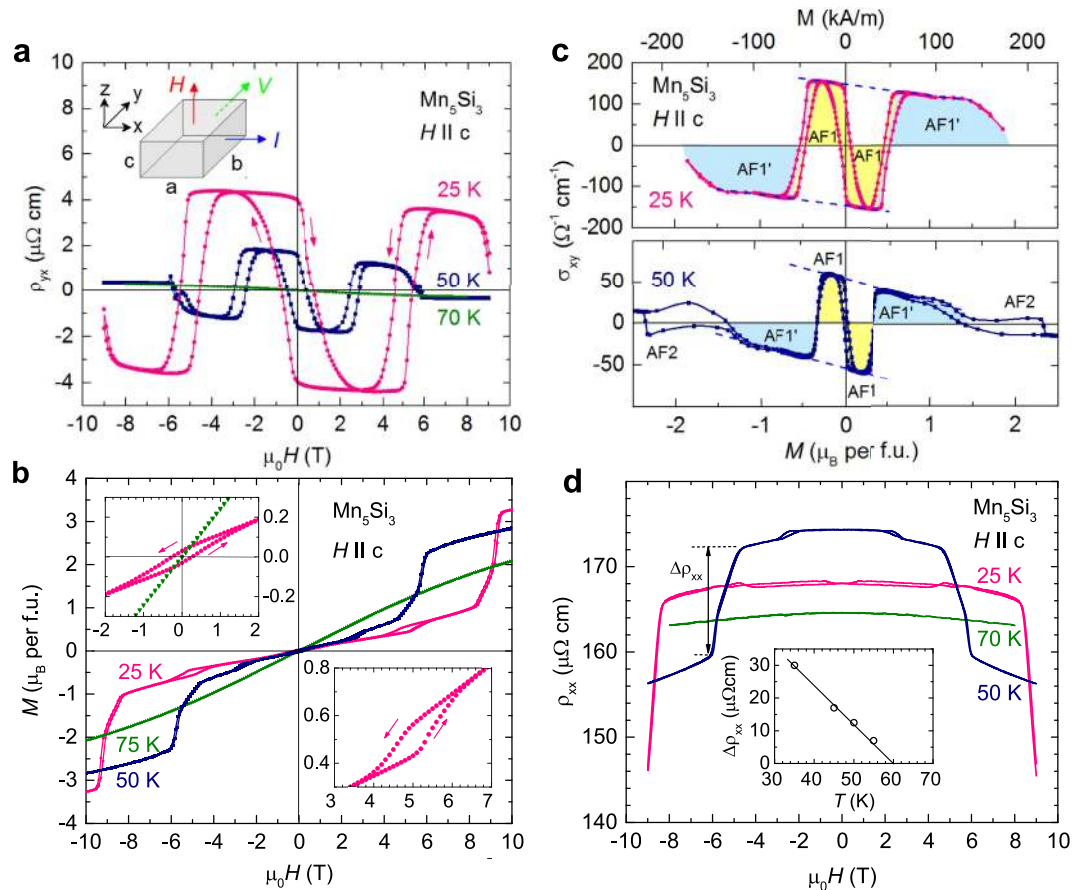 a
10
8
6
4
2
0
-2
-4
ρyx (μΩ cm)
z
y
x
H
V
I
c
b
a
Mn5Si3
H II c
25 K
50 K
70 K
-10 -8 -6 -4 -2 0 2 4 6 8 10
μ0H (T)
c
M (kA/m)
-200 -100 0 100 200
200
150
100
0
-100
-150
-200
Mn5Si3
H II c
AF1
AF1'
AF1'
AF1
25 K
σxy (Ω-1 cm-1)
50
0
-50
50 K
AF1
AF2
AF1'
AF1'
AF2
AF1
-2 -1 0 1 2
M (μB per f.u.)
b
4
3
2
1
0
-1
-2
-3
-4
M (μB per f.u.)
0.2
0.0
-0.2
-2 -1 0 1 2
Mn5Si3
H II c
25 K
75 K
50 K
0.8
0.6
0.4
3 4 5 6 7
-10 -8 -6 -4 -2 0 2 4 6 8 10
μ0H (T)
d
170
160
150
140
ρxx (μΩ cm)
Mn5Si3
H II c
Δρxx
25 K
70 K
50 K
Δρxx (μΩcm)
30
20
10
0
30 40 50 60 70
T (K)
-10 -8 -6 -4 -2 0 2 4 6 8 10
μ0H (T)